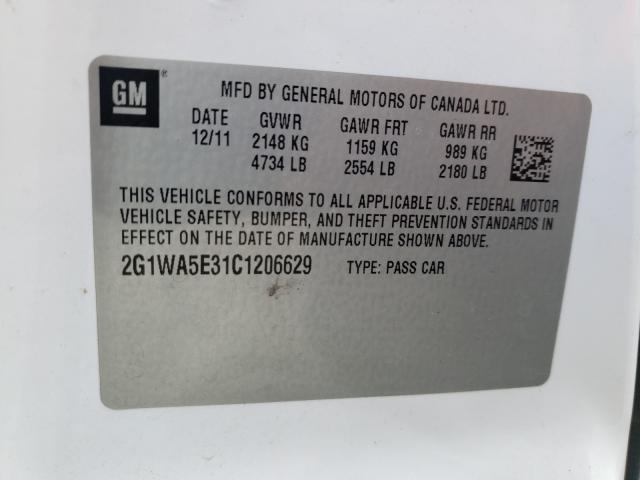 GM ®
MFD BY GENERAL MOTORS OF CANADA LTD.
DATE GVWR GAWR FRT GAWR RR
12/11 2148 KG 1159 KG 989 KG
4734 LB 2554 LB 2180 LB
THIS VEHICLE CONFORMS TO ALL APPLICABLE U.S. FEDERAL MOTOR
VEHICLE SAFETY, BUMPER, AND THEFT PREVENTION STANDARDS IN
EFFECT ON THE DATE OF MANUFACTURE SHOWN ABOVE.
2G1WA5E31C1206629 TYPE: PASS CAR